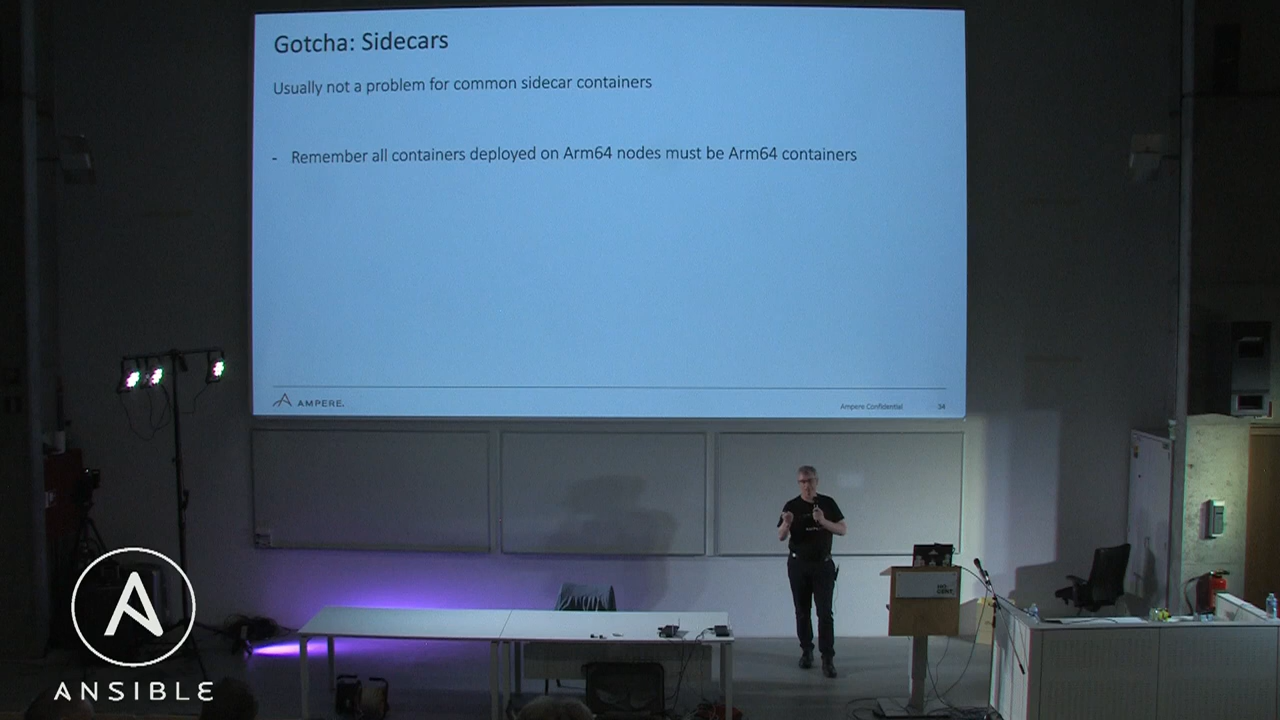 Gotcha: Sidecars
Usually not a problem for common sidecar containers
- Remember all containers deployed on Arm64 nodes must be Arm64 containers
AMPERE.
Ampere Confidential
34
ANSIBLE